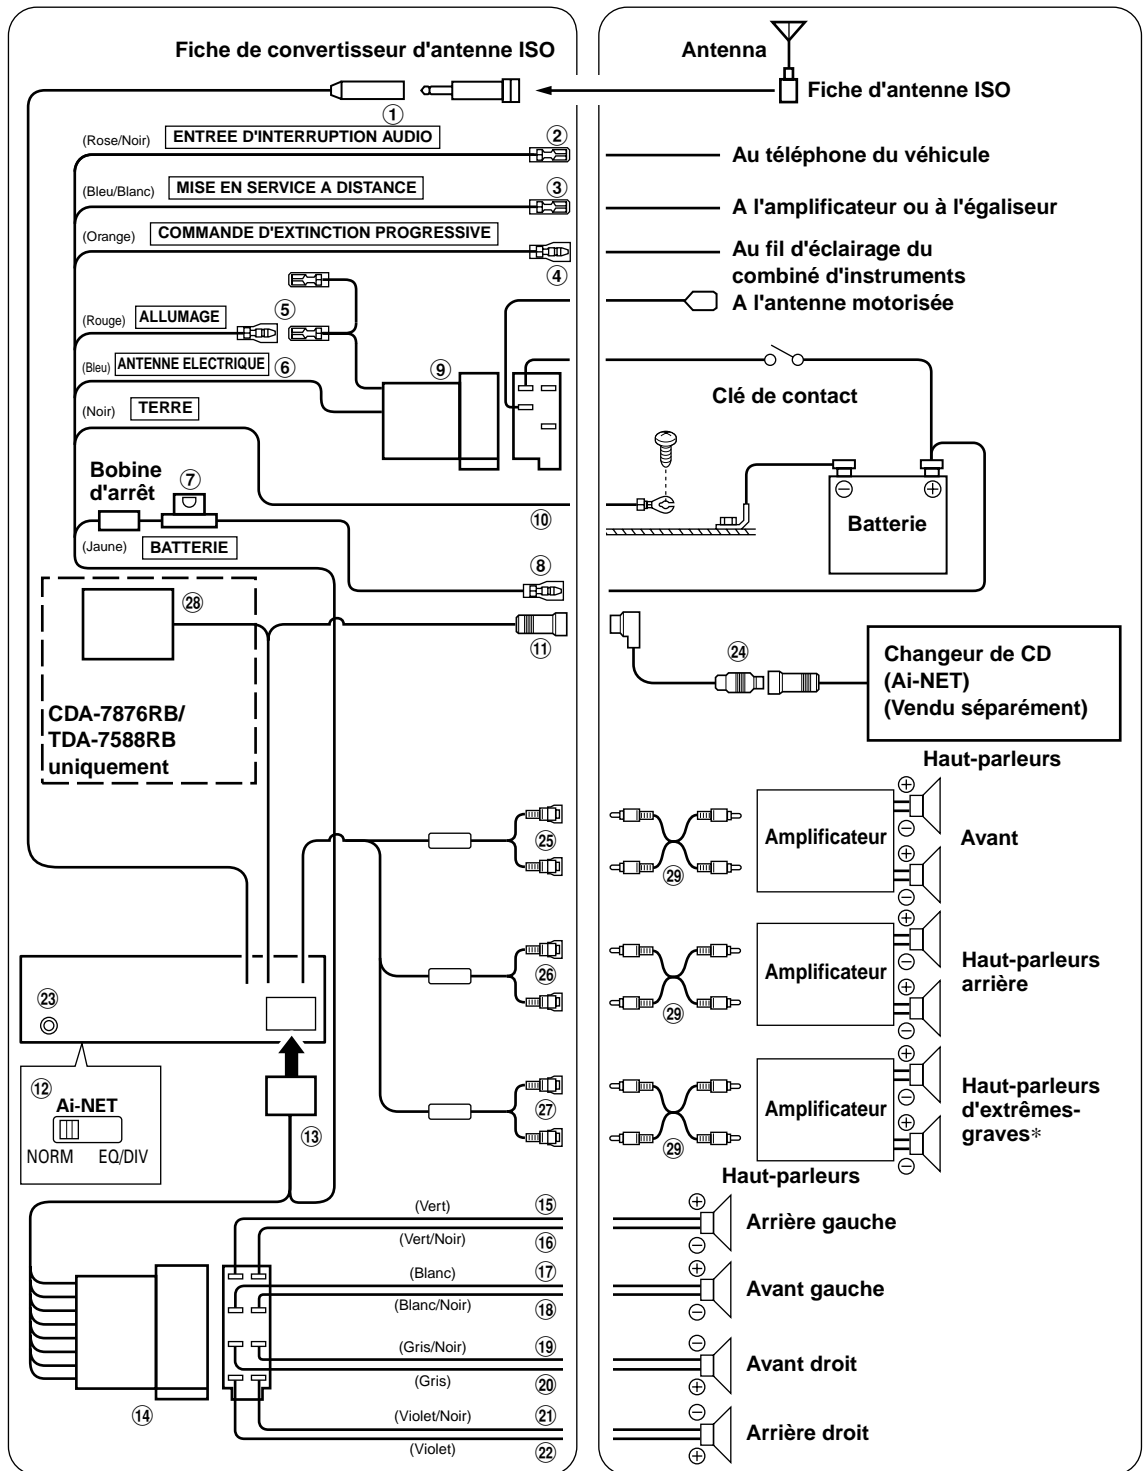 Fiche de convertisseur d'antenne ISO
Antenna
Fiche d'antenne ISO
①
(Rose/Noir) ENTREE D'INTERRUPTION AUDIO ②
Au téléphone du véhicule
(Bleu/Blanc) MISE EN SERVICE A DISTANCE ③
A l'amplificateur ou à l'égaliseur
(Orange) COMMANDE D'EXTINCTION PROGRESSIVE
④
Au fil d'éclairage du
combiné d'instruments
A l'antenne motorisée
(Rouge) ALLUMAGE ⑤
(Bleu) ANTENNE ELECTRIQUE ⑥
⑨
Clé de contact
(Noir) TERRE
Bobine
d'arrêt
⑦
⑩
⊖ ⊕
Batterie
(Jaune) BATTERIE
⑧
㉘
⑪
㉔
Changeur de CD
(Ai-NET)
(Vendu séparément)
CDA-7876RB/
TDA-7588RB
uniquement
Haut-parleurs
㉕
㉙
Amplificateur
⊕
⊖
⊕
⊖
Avant
㉖
㉙
Amplificateur
⊕
⊖
⊕
⊖
Haut-parleurs
arrière
㉓
⑫
Ai-NET
NORM EQ/DIV
⑬
㉗
㉙
Amplificateur
⊕
⊖
⊕
⊖
Haut-parleurs
d'extrêmes-
graves*
Haut-parleurs
(Vert) ⑮
(Vert/Noir) ⑯
⊕
⊖
Arrière gauche
(Blanc) ⑰
(Blanc/Noir) ⑱
⊕
⊖
Avant gauche
(Gris/Noir) ⑲
(Gris) ⑳
⊖
⊕
Avant droit
⑭
(Violet/Noir) ㉑
(Violet) ㉒
⊖
⊕
Arrière droit